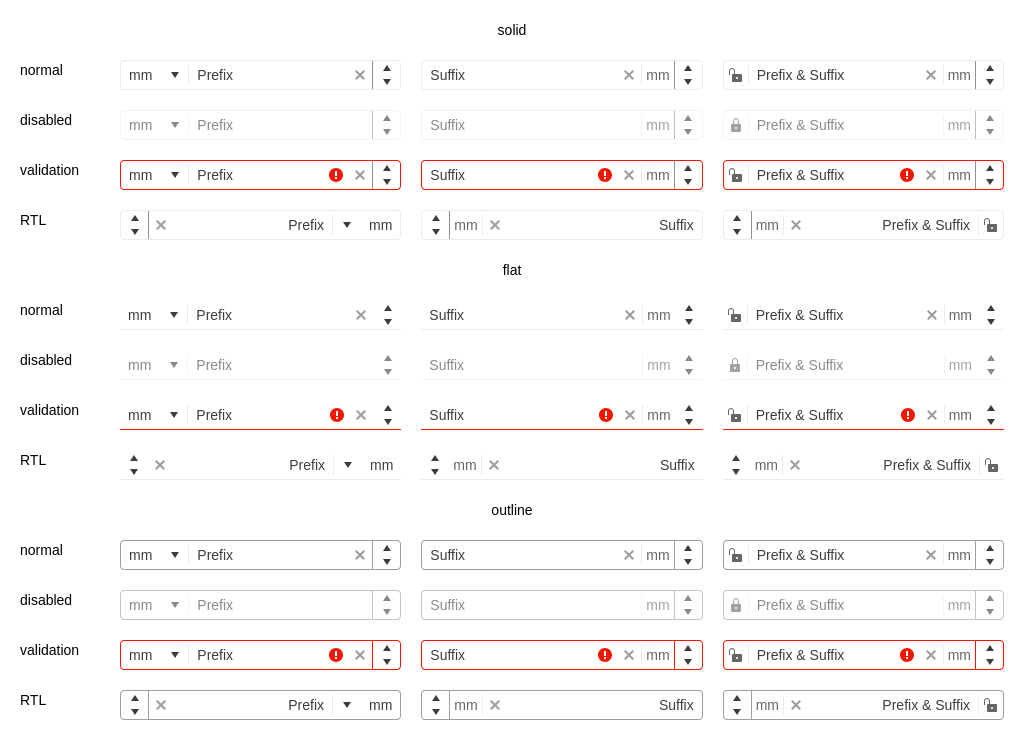 solid
normal mm Prefix Suffix mm Prefix & Suffix mm
disabled mm Prefix Suffix mm Prefix & Suffix mm
validation mm Prefix Suffix mm Prefix & Suffix mm
RTL Prefix mm mm Suffix mm Prefix & Suffix
flat
normal mm Prefix Suffix mm Prefix & Suffix mm
disabled mm Prefix Suffix mm Prefix & Suffix mm
validation mm Prefix Suffix mm Prefix & Suffix mm
RTL Prefix mm mm Suffix mm Prefix & Suffix
outline
normal mm Prefix Suffix mm Prefix & Suffix mm
disabled mm Prefix Suffix mm Prefix & Suffix mm
validation mm Prefix Suffix mm Prefix & Suffix mm
RTL Prefix mm mm Suffix mm Prefix & Suffix